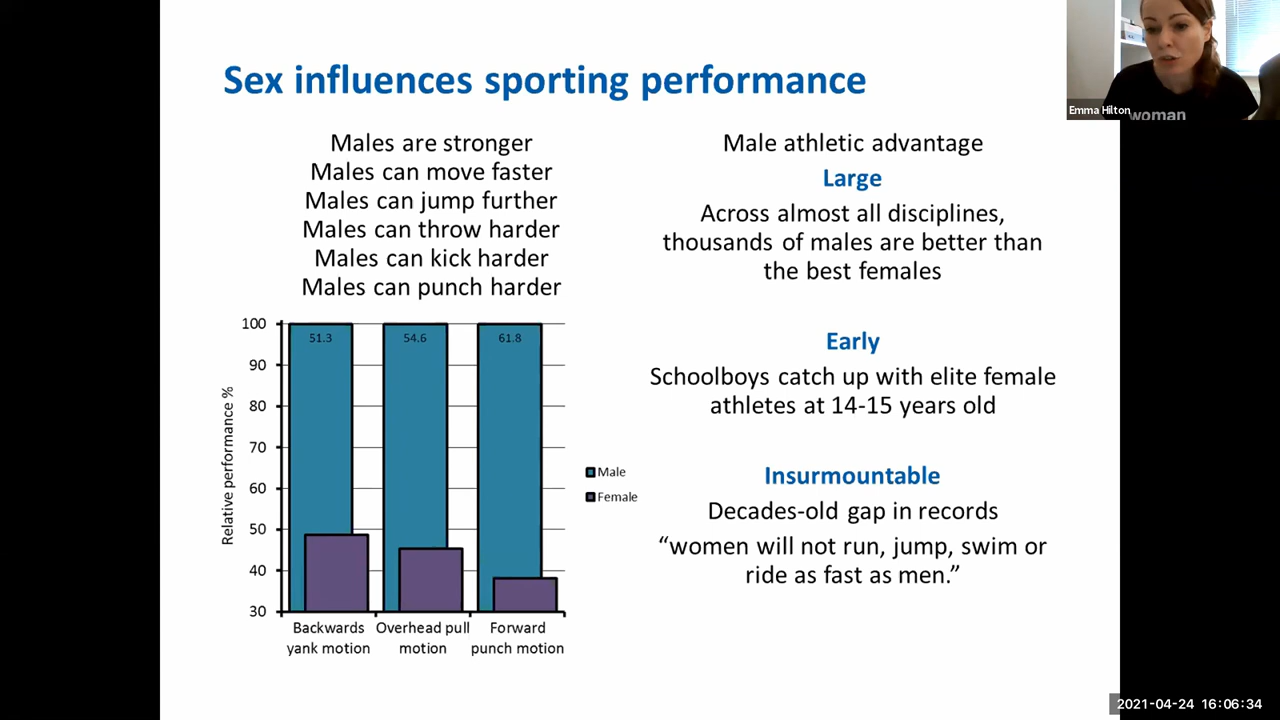 Sex influences sporting performance
Emma Hilton
woman
Males are stronger
Males can move faster
Males can jump further
Males can throw harder
Males can kick harder
Males can punch harder
100
90
80
70
60
50
40
30
Relative performance %
51.3
54.6
61.8
Backwards
yank motion
Overhead pull
motion
Forward
punch motion
Male
Female
Male athletic advantage
Large
Across almost all disciplines,
thousands of males are better than
the best females
Early
Schoolboys catch up with elite female
athletes at 14-15 years old
Insurmountable
Decades-old gap in records
“women will not run, jump, swim or
ride as fast as men.”
2021-04-24 16:06:34